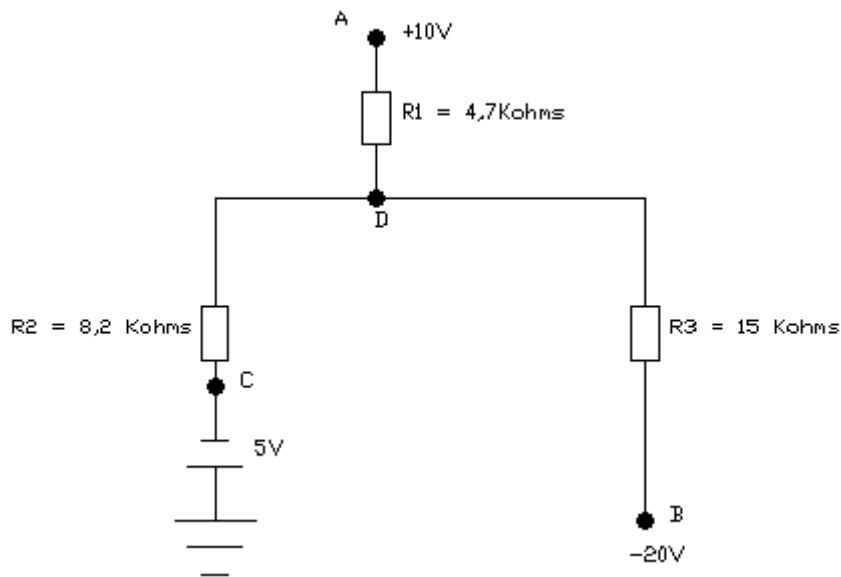 A
+10V
R1 = 4,7Kohms
D
R2 = 8,2 Kohms
R3 = 15 Kohms
C
5V
B
-20V